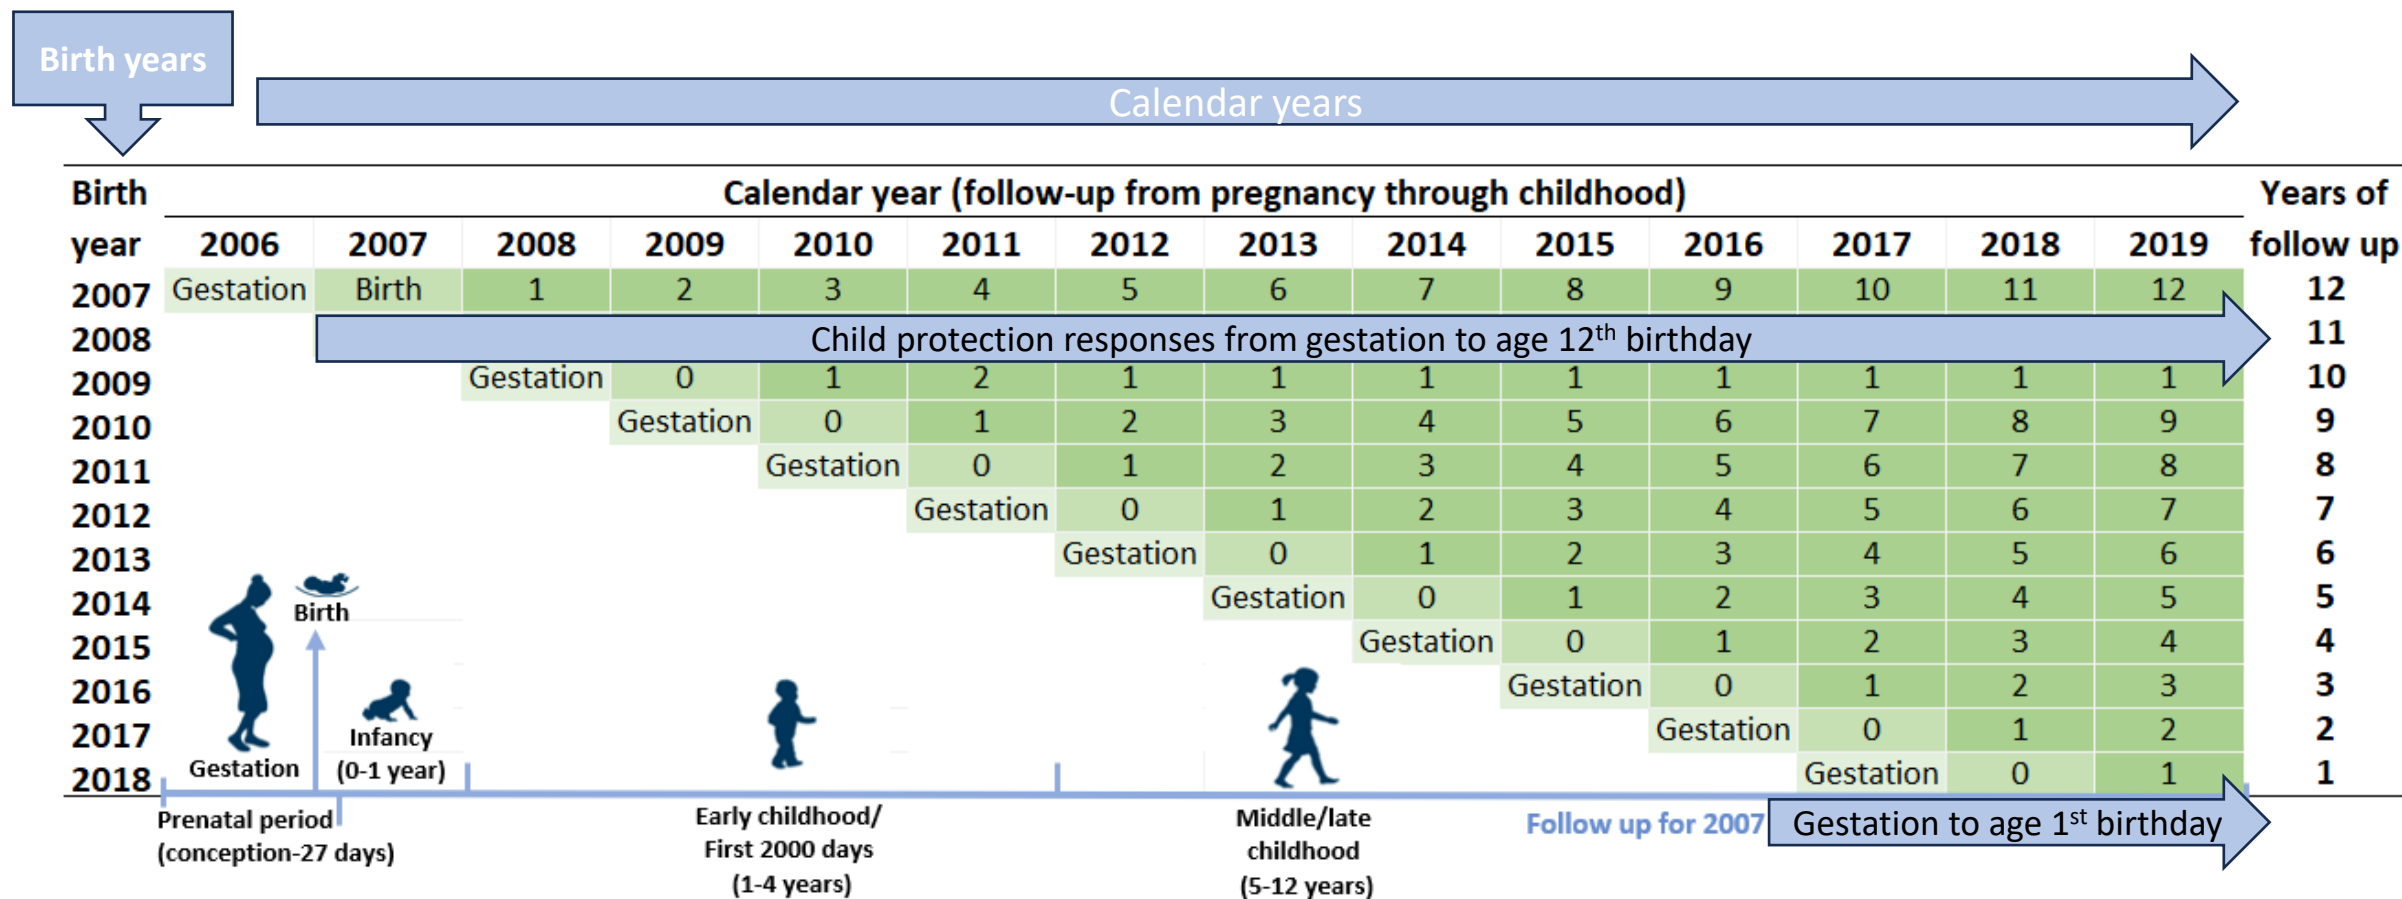 Birth years
Calendar years
Birth Calendar year (follow-up from pregnancy through childhood) Years of
year 2006 2007 2008 2009 2010 2011 2012 2013 2014 2015 2016 2017 2018 2019 follow up
2007 Gestation Birth 1 2 3 4 5 6 7 8 9 10 11 12 12
2008 Child protection responses from gestation to age 12th birthday 11
2009 Gestation 0 1 2 1 1 1 1 1 1 1 1 10
2010 Gestation 0 1 2 3 4 5 6 7 8 9 9
2011 Gestation 0 1 2 3 4 5 6 7 8 8
2012 Gestation 0 1 2 3 4 5 6 7 7
2013 Gestation 0 1 2 3 4 5 6 6
2014 Gestation 0 1 2 3 4 5 5
2015 Gestation 0 1 2 3 4 4
2016 Gestation 0 1 2 3 3
2017 Gestation 0 1 2 2
2018 Gestation 0 1 1
Birth
Infancy
(0-1 year)
Gestation
Prenatal period
(conception-27 days)
Early childhood/
First 2000 days
(1-4 years)
Middle/late
childhood
(5-12 years)
Follow up for 2007
Gestation to age 1st birthday